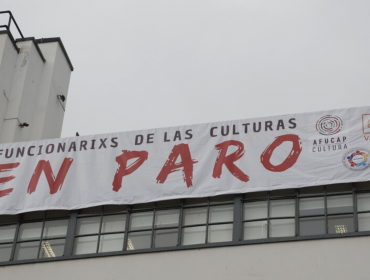 FUNCIONARIXS DE LAS CULTURAS
EN PARO
AFUCAP
CULTURA